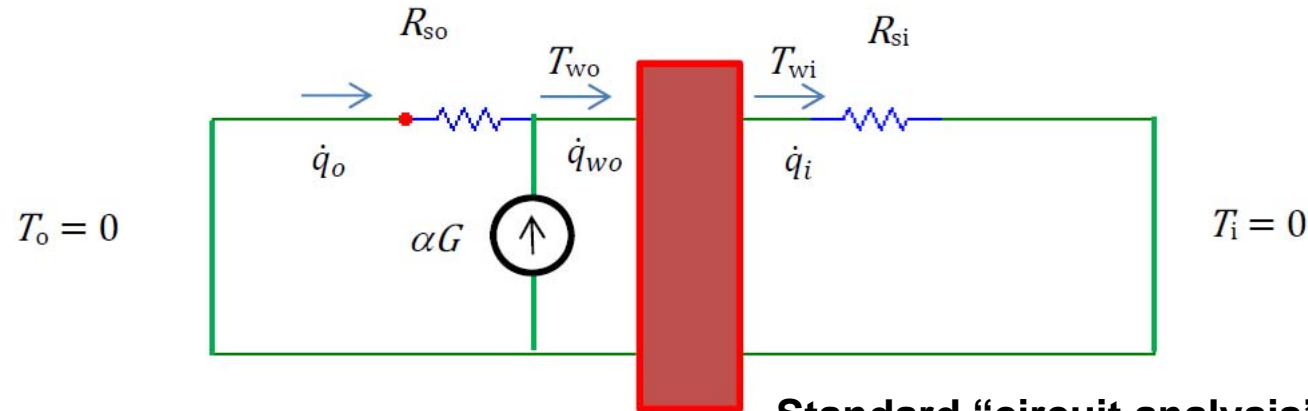 R_so
R_si
T_wo
T_wi
q̇_o
q̇_wo
q̇_i
T_o = 0
αG
T_i = 0
Standard “circuit analysis